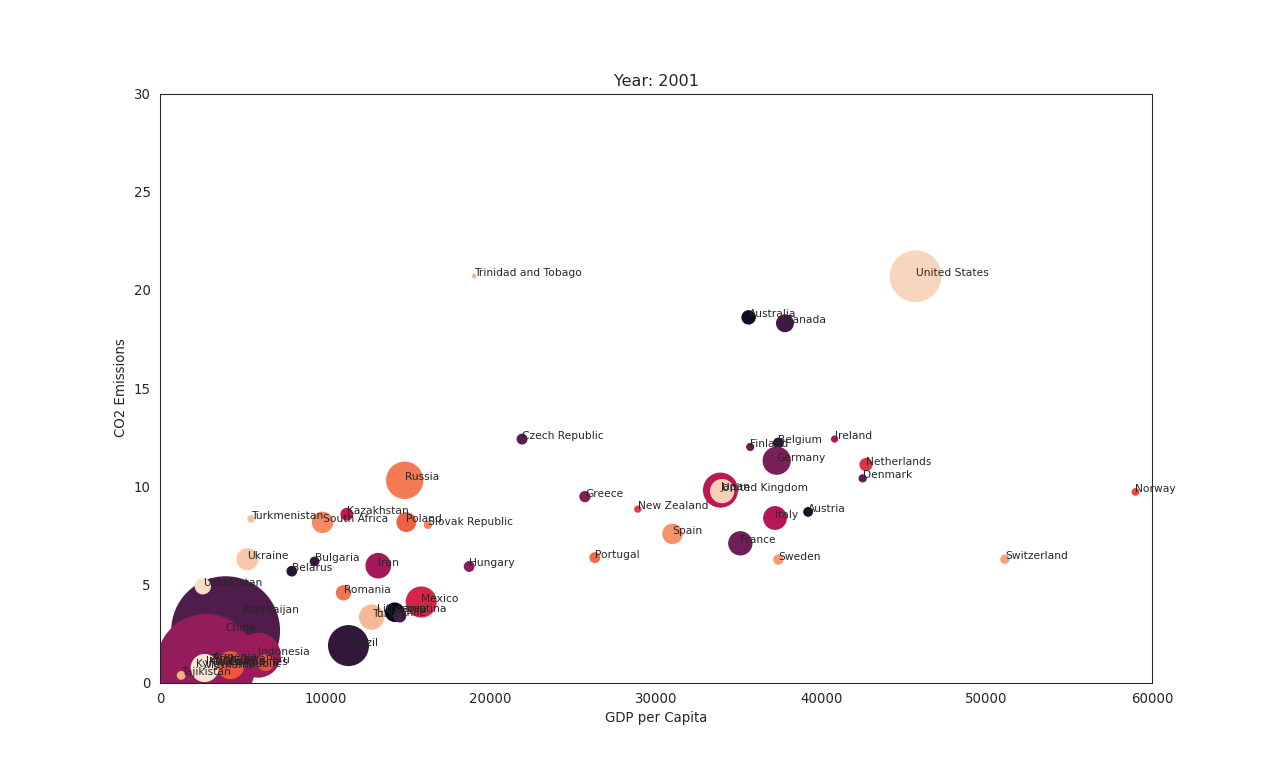 Year: 2001
30
25
20
15
10
5
0
CO2 Emissions
Trinidad and Tobago
United States
Australia
Canada
Czech Republic
Finland
Belgium
Ireland
Germany
Netherlands
Denmark
Norway
Russia
Japan
United Kingdom
Greece
New Zealand
Kazakhstan
Turkmenistan
South Africa
Poland
Slovak Republic
Italy
Austria
Spain
France
Ukraine
Bulgaria
Belarus
Iran
Hungary
Portugal
Sweden
Switzerland
Uzbekistan
Romania
Mexico
Azerbaijan
China
Brazil
Indonesia
Armenia
Peru
Tajikistan
0 10000 20000 30000 40000 50000 60000
GDP per Capita